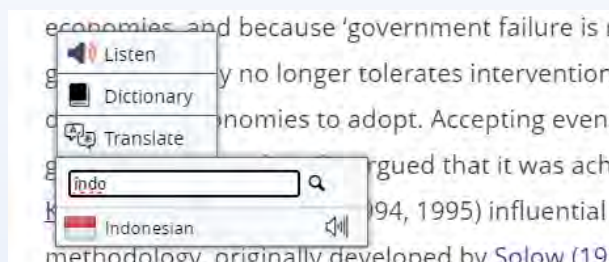 economies, and because 'government failure is
Listen
y no longer tolerates intervention
Dictionary
onomies to adopt. Accepting even
Translate
rgued that it was ach
indo
94, 1995) influential
Indonesian
methodology, originally developed by Solow (19